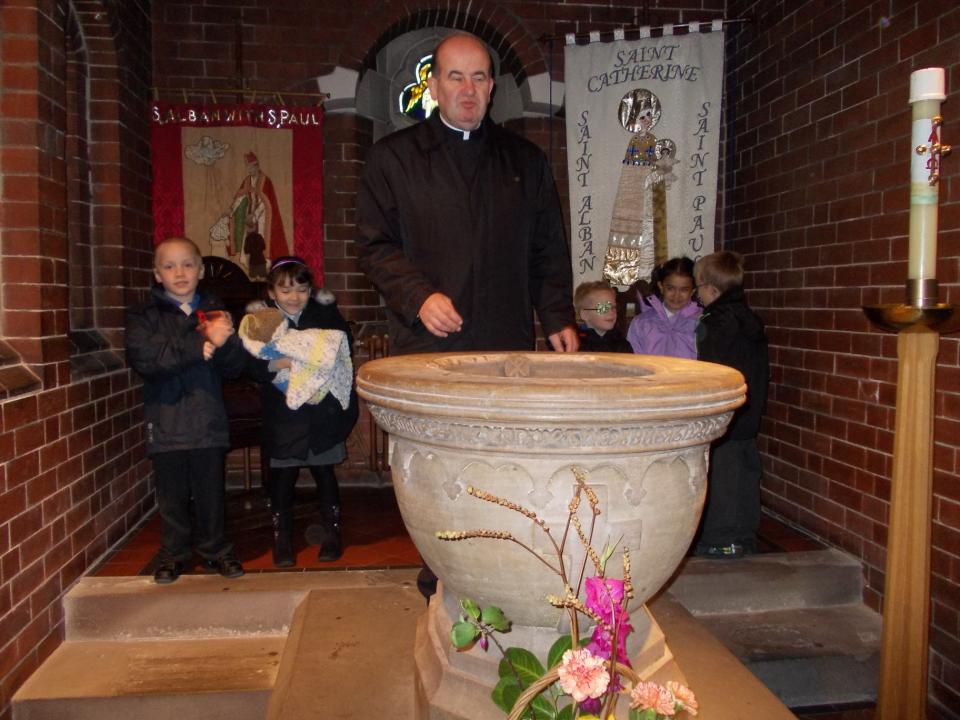 S. ALBAN WITH S. PAUL
SAINT
CATHERINE
SAINT ALBAN
SAINT PAUL